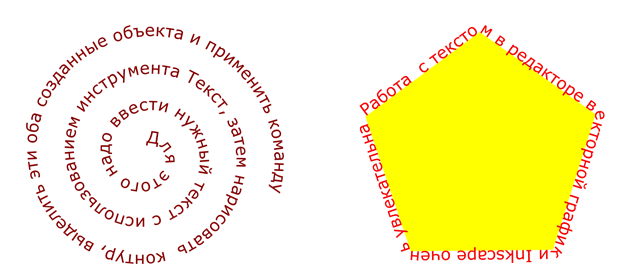 Для этого надо ввести нужный текст с использованием инструмента Текст, затем нарисовать контур, выделить эти оба созданные объекта и применить команду
Работа с текстом в редакторе векторной графики Inkscape очень увлекательна